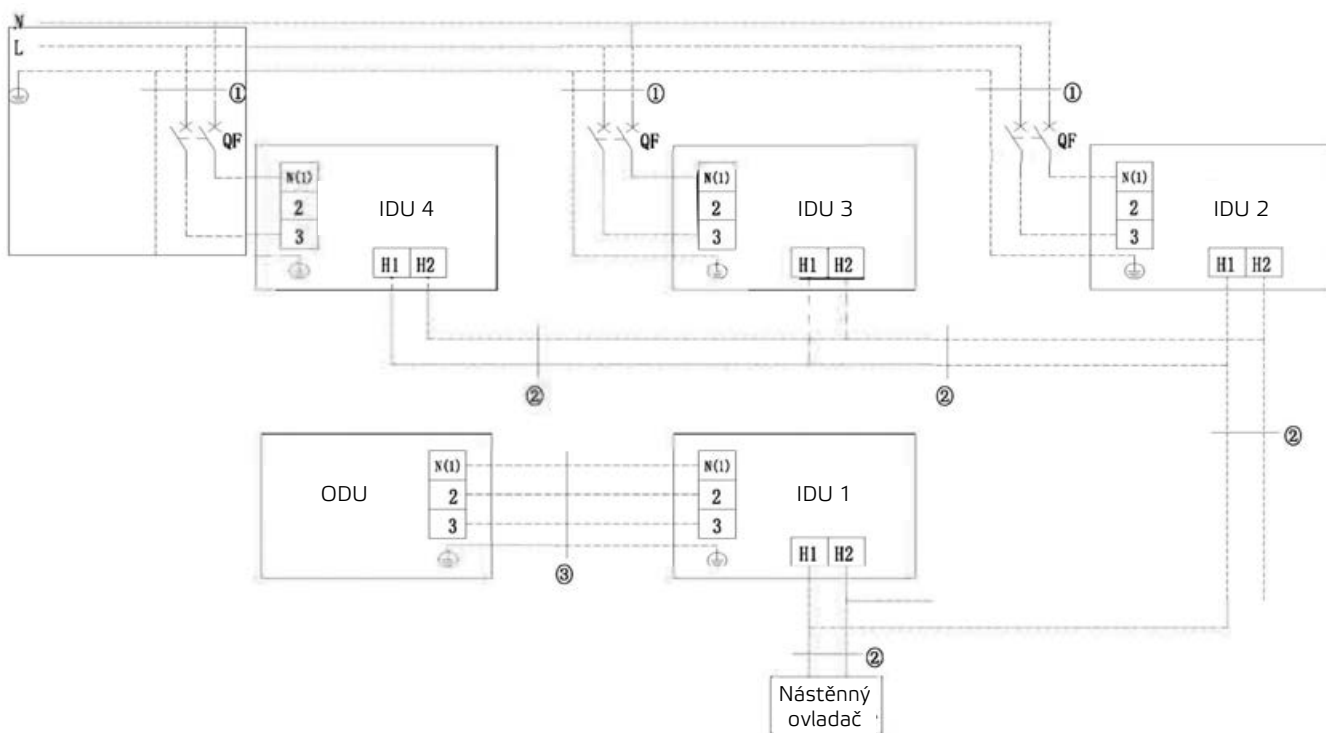 N
L
① ① ①
QF QF QF
N(1) N(1) N(1)
2 IDU 4 2 IDU 3 2 IDU 2
3 3 3
H1 H2 H1 H2 H1 H2
② ②
②
N(1) N(1)
ODU 2 2 IDU 1
3 3
H1 H2
③
②
Nástěnný
ovladač